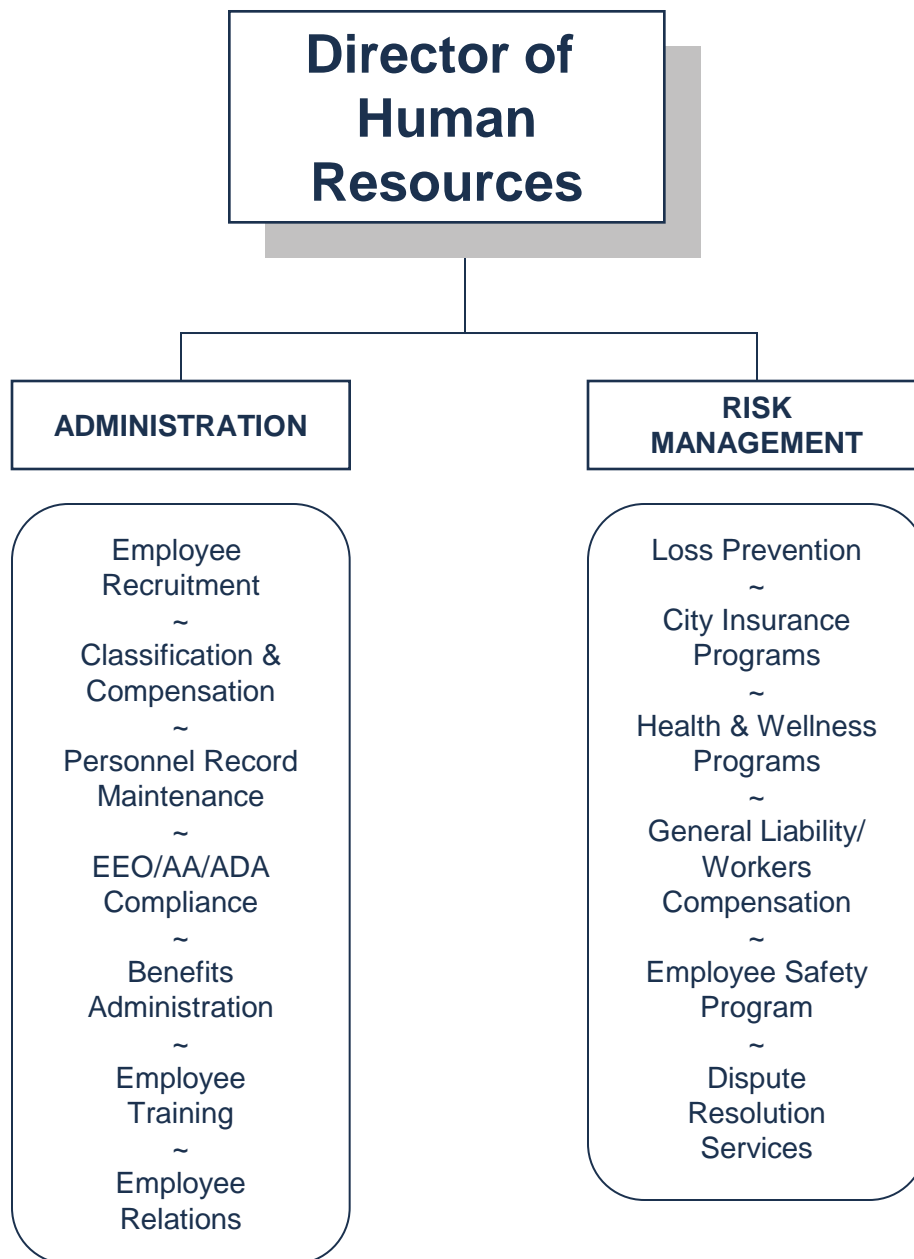 Director of
Human
Resources
ADMINISTRATION
Employee
Recruitment
~
Classification &
Compensation
~
Personnel Record
Maintenance
~
EEO/AA/ADA
Compliance
~
Benefits
Administration
~
Employee
Training
~
Employee
Relations
RISK
MANAGEMENT
Loss Prevention
~
City Insurance
Programs
~
Health & Wellness
Programs
~
General Liability/
Workers
Compensation
~
Employee Safety
Program
~
Dispute
Resolution
Services